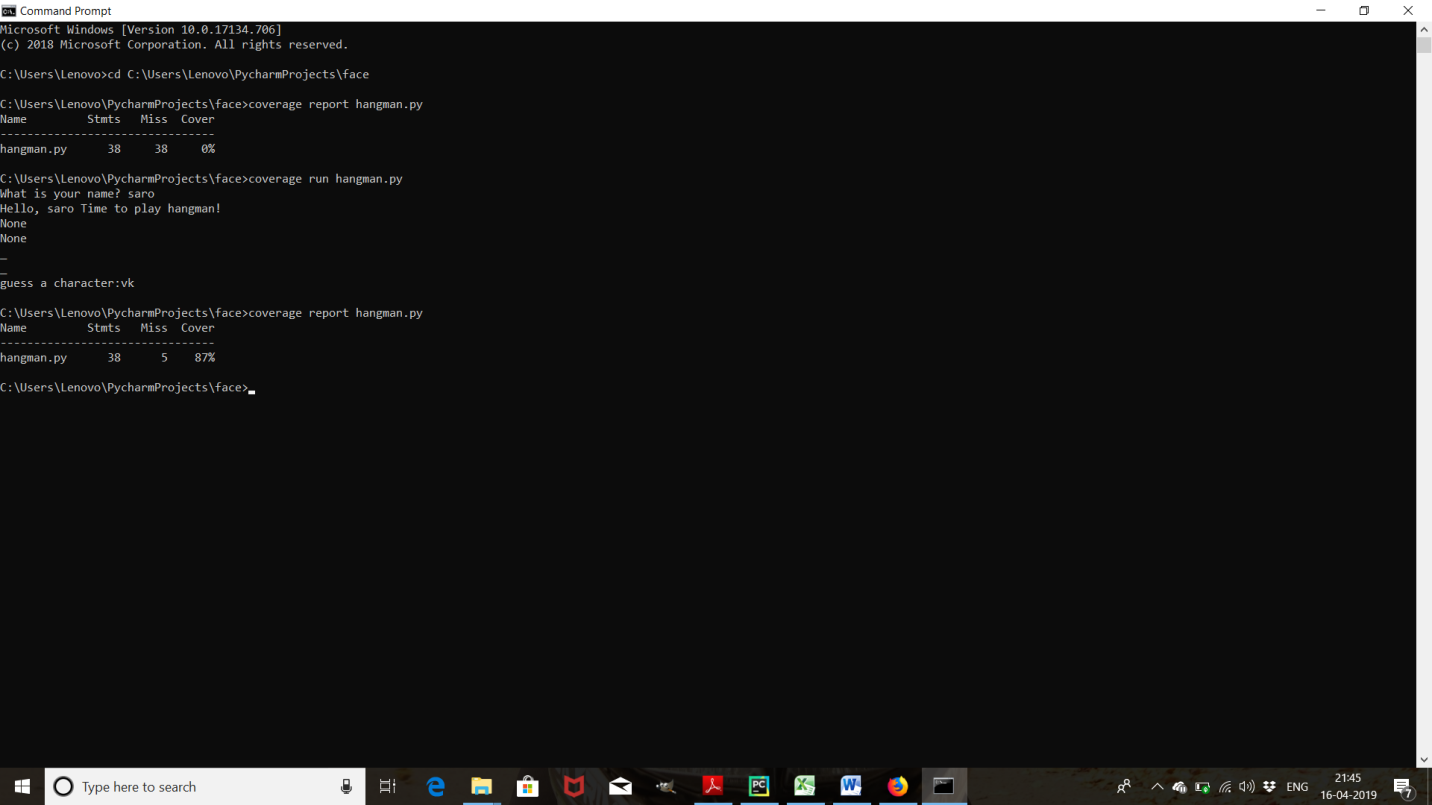 Command Prompt
Microsoft Windows [Version 10.0.17134.706]
(c) 2018 Microsoft Corporation. All rights reserved.
C:\Users\Lenovo>cd C:\Users\Lenovo\PycharmProjects\face
C:\Users\Lenovo\PycharmProjects\face>coverage report hangman.py
Name         Stmts   Miss  Cover
--------------------------------
hangman.py      38     38     0%
C:\Users\Lenovo\PycharmProjects\face>coverage run hangman.py
What is your name? saro
Hello, saro Time to play hangman!
None
None
_
_
guess a character:vk
C:\Users\Lenovo\PycharmProjects\face>coverage report hangman.py
Name         Stmts   Miss  Cover
--------------------------------
hangman.py      38      5    87%
C:\Users\Lenovo\PycharmProjects\face>
Type here to search
ENG
21:45
16-04-2019
7